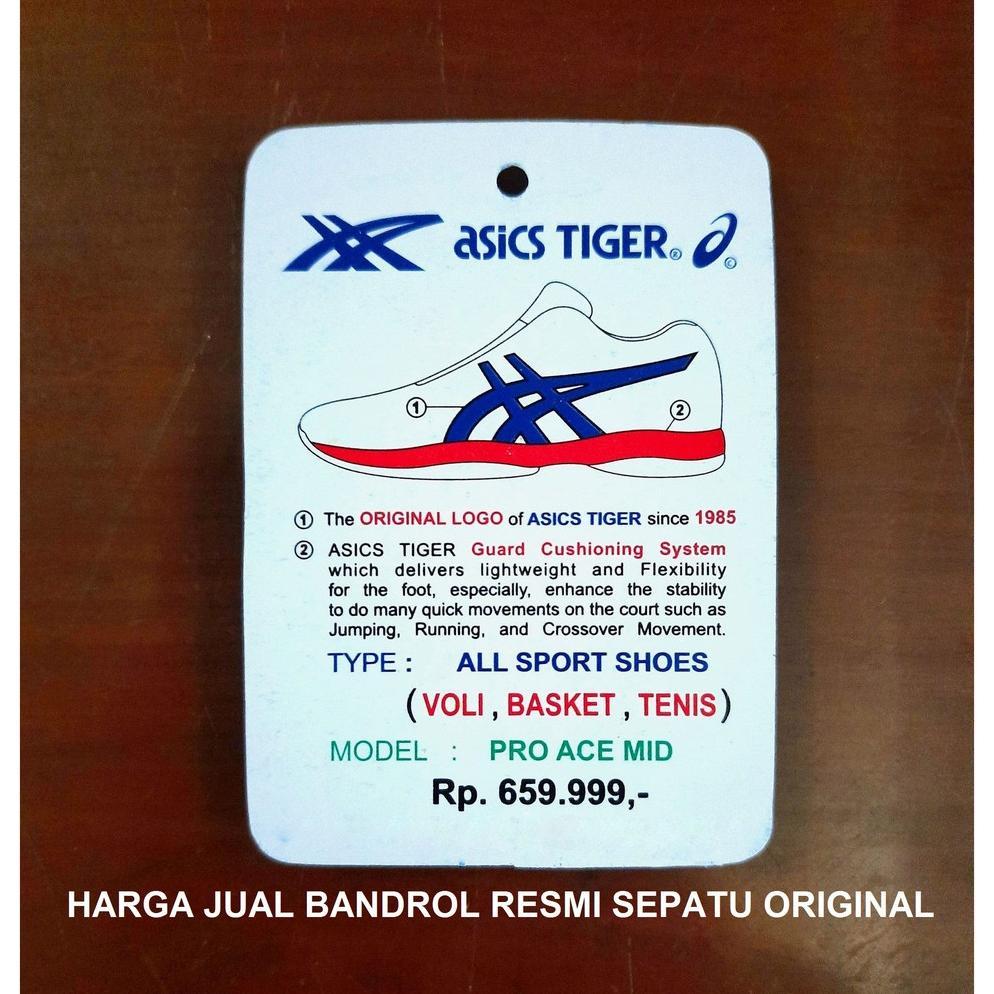 asics TIGER®
①
②
① The ORIGINAL LOGO of ASICS TIGER since 1985
② ASICS TIGER Guard Cushioning System
which delivers lightweight and Flexibility
for the foot, especially, enhance the stability
to do many quick movements on the court such as
Jumping, Running, and Crossover Movement.
TYPE : ALL SPORT SHOES
(VOLI , BASKET , TENIS)
MODEL : PRO ACE MID
Rp. 659.999,-
HARGA JUAL BANDROL RESMI SEPATU ORIGINAL